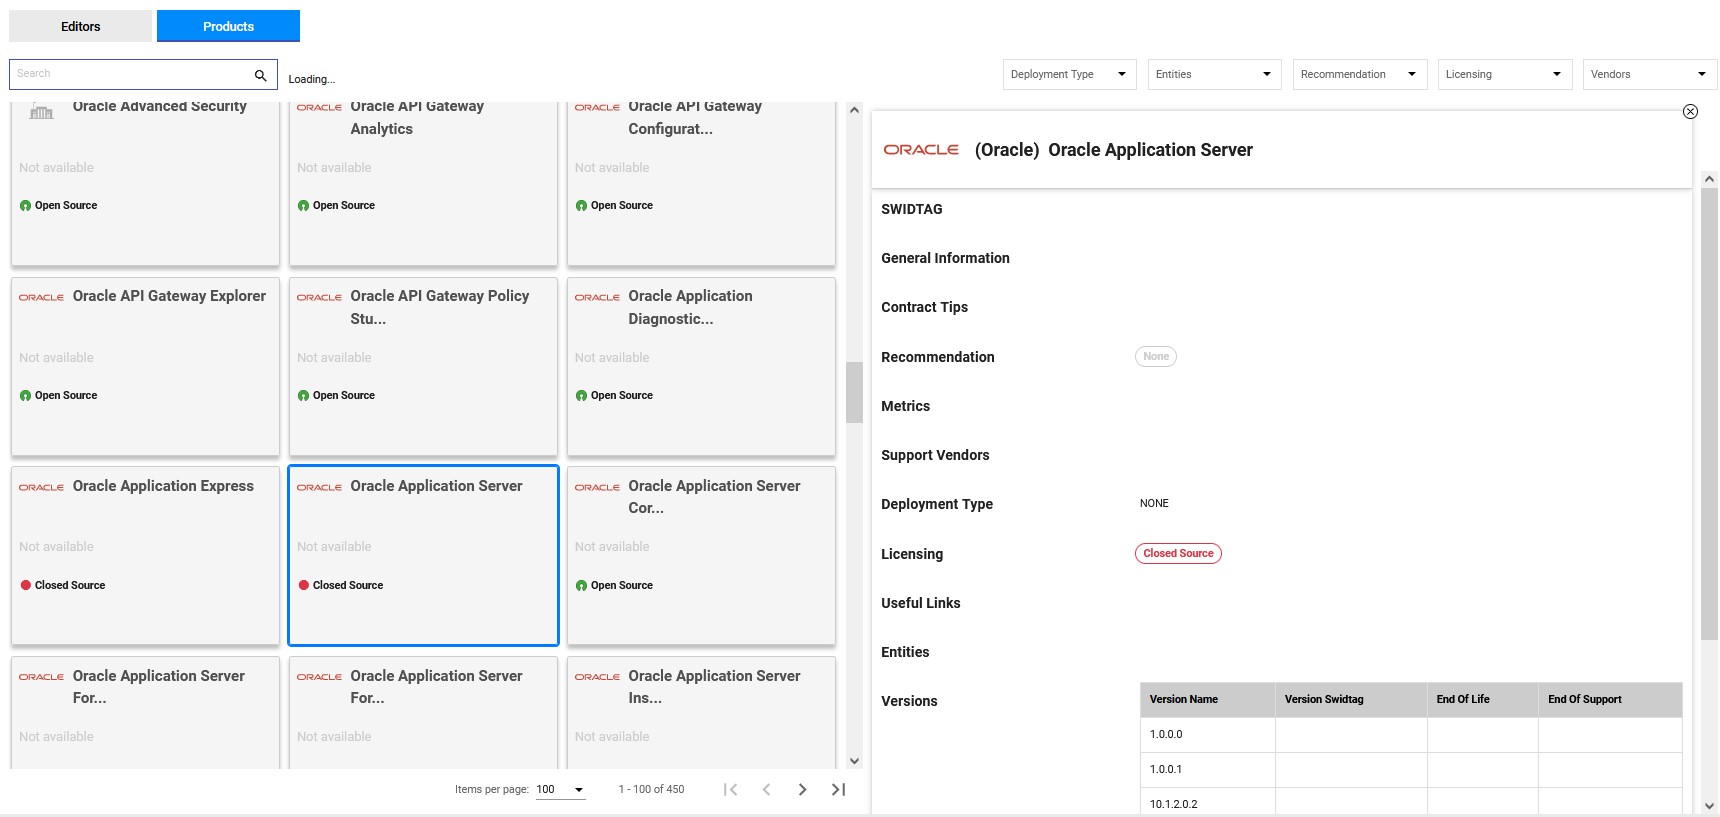 Editors
Products
Search
Loading...
Deployment Type
Entities
Recommendation
Licensing
Vendors
Oracle Advanced Security
Not available
Open Source
ORACLE
Oracle API Gateway
Analytics
Not available
Open Source
ORACLE
Oracle API Gateway
Configurat...
Not available
Open Source
ORACLE
Oracle API Gateway Explorer
Not available
Open Source
ORACLE
Oracle API Gateway Policy
Stu...
Not available
Open Source
ORACLE
Oracle Application
Diagnostic...
Not available
Open Source
ORACLE
Oracle Application Express
Not available
Closed Source
ORACLE
Oracle Application Server
Not available
Closed Source
ORACLE
Oracle Application Server
Cor...
Not available
Open Source
ORACLE
Oracle Application Server
For...
Not available
ORACLE
Oracle Application Server
For...
Not available
ORACLE
Oracle Application Server
Ins...
Not available
Items per page: 100
1 - 100 of 450
ORACLE
(Oracle) Oracle Application Server
SWIDTAG
General Information
Contract Tips
Recommendation None
Metrics
Support Vendors
Deployment Type NONE
Licensing Closed Source
Useful Links
Entities
Versions
Version Name Version Swidtag End Of Life End Of Support
1.0.0.0
1.0.0.1
10.1.2.0.2